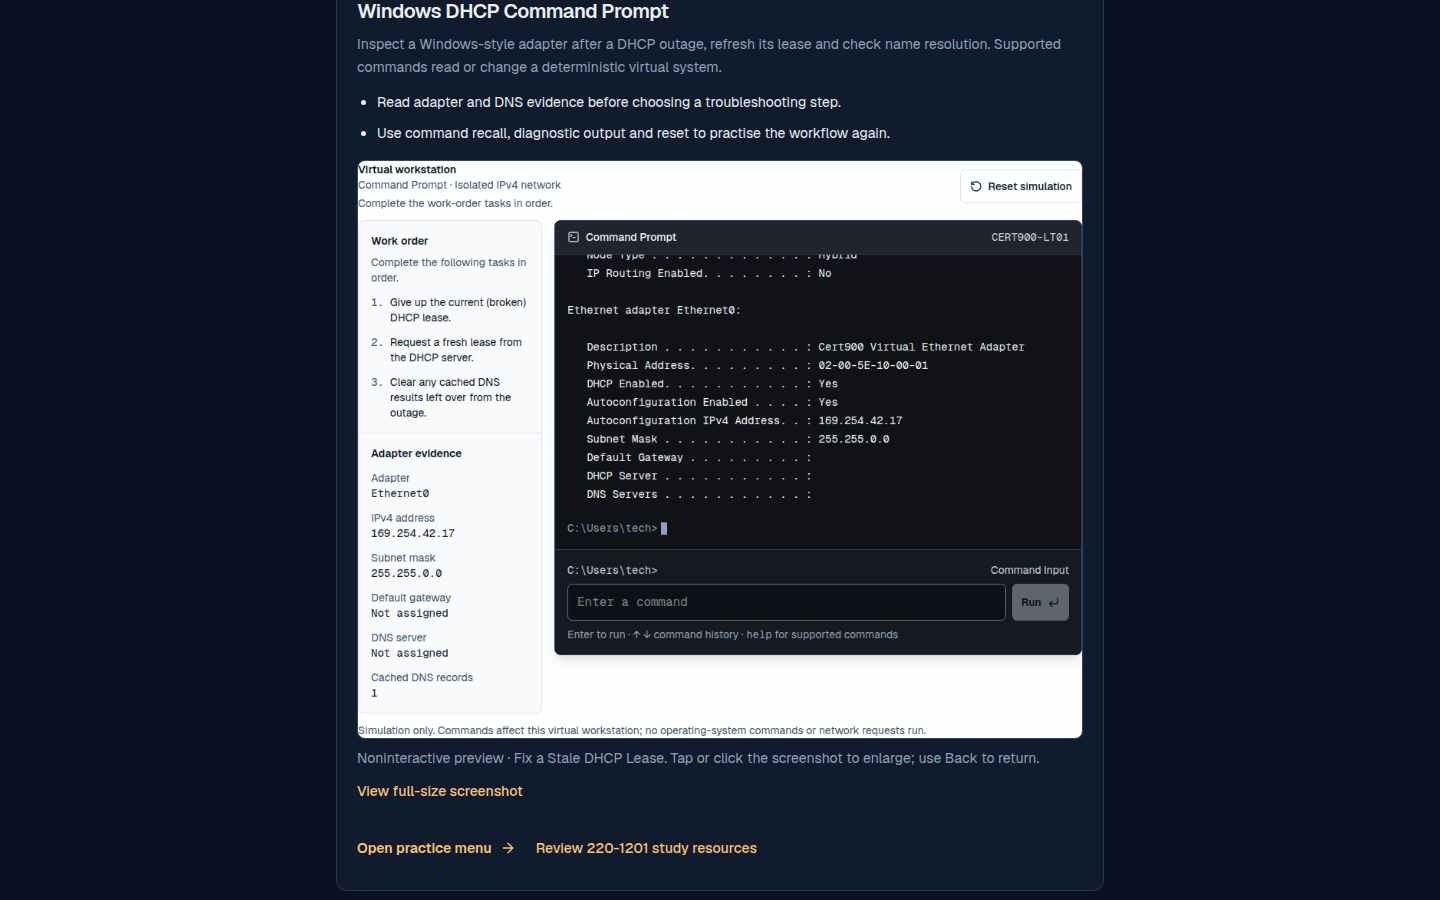 Windows DHCP Command Prompt
Inspect a Windows-style adapter after a DHCP outage, refresh its lease and check name resolution. Supported
commands read or change a deterministic virtual system.
• Read adapter and DNS evidence before choosing a troubleshooting step.
• Use command recall, diagnostic output and reset to practise the workflow again.
Virtual workstation
Command Prompt · Isolated IPv4 network
Complete the work-order tasks in order.
Reset simulation
Work order
Complete the following tasks in
order.
1. Give up the current (broken)
DHCP lease.
2. Request a fresh lease from
the DHCP server.
3. Clear any cached DNS
results left over from the
outage.
Adapter evidence
Adapter
Ethernet0
IPv4 address
169.254.42.17
Subnet mask
255.255.0.0
Default gateway
Not assigned
DNS server
Not assigned
Cached DNS records
1
Command Prompt
CERT900-LT01
Node Type . . . . . . . . . . . . : Hybrid
IP Routing Enabled. . . . . . . . : No
Ethernet adapter Ethernet0:
Description . . . . . . . . . . . : Cert900 Virtual Ethernet Adapter
Physical Address. . . . . . . . . : 02-00-5E-10-00-01
DHCP Enabled. . . . . . . . . . . : Yes
Autoconfiguration Enabled . . . . : Yes
Autoconfiguration IPv4 Address. . : 169.254.42.17
Subnet Mask . . . . . . . . . . . : 255.255.0.0
Default Gateway . . . . . . . . . :
DHCP Server . . . . . . . . . . . :
DNS Servers . . . . . . . . . . . :
C:\Users\tech>
C:\Users\tech>
Command input
Enter a command
Run ↵
Enter to run · ↑ ↓ command history · help for supported commands
Simulation only. Commands affect this virtual workstation; no operating-system commands or network requests run.
Noninteractive preview · Fix a Stale DHCP Lease. Tap or click the screenshot to enlarge; use Back to return.
View full-size screenshot
Open practice menu →
Review 220-1201 study resources